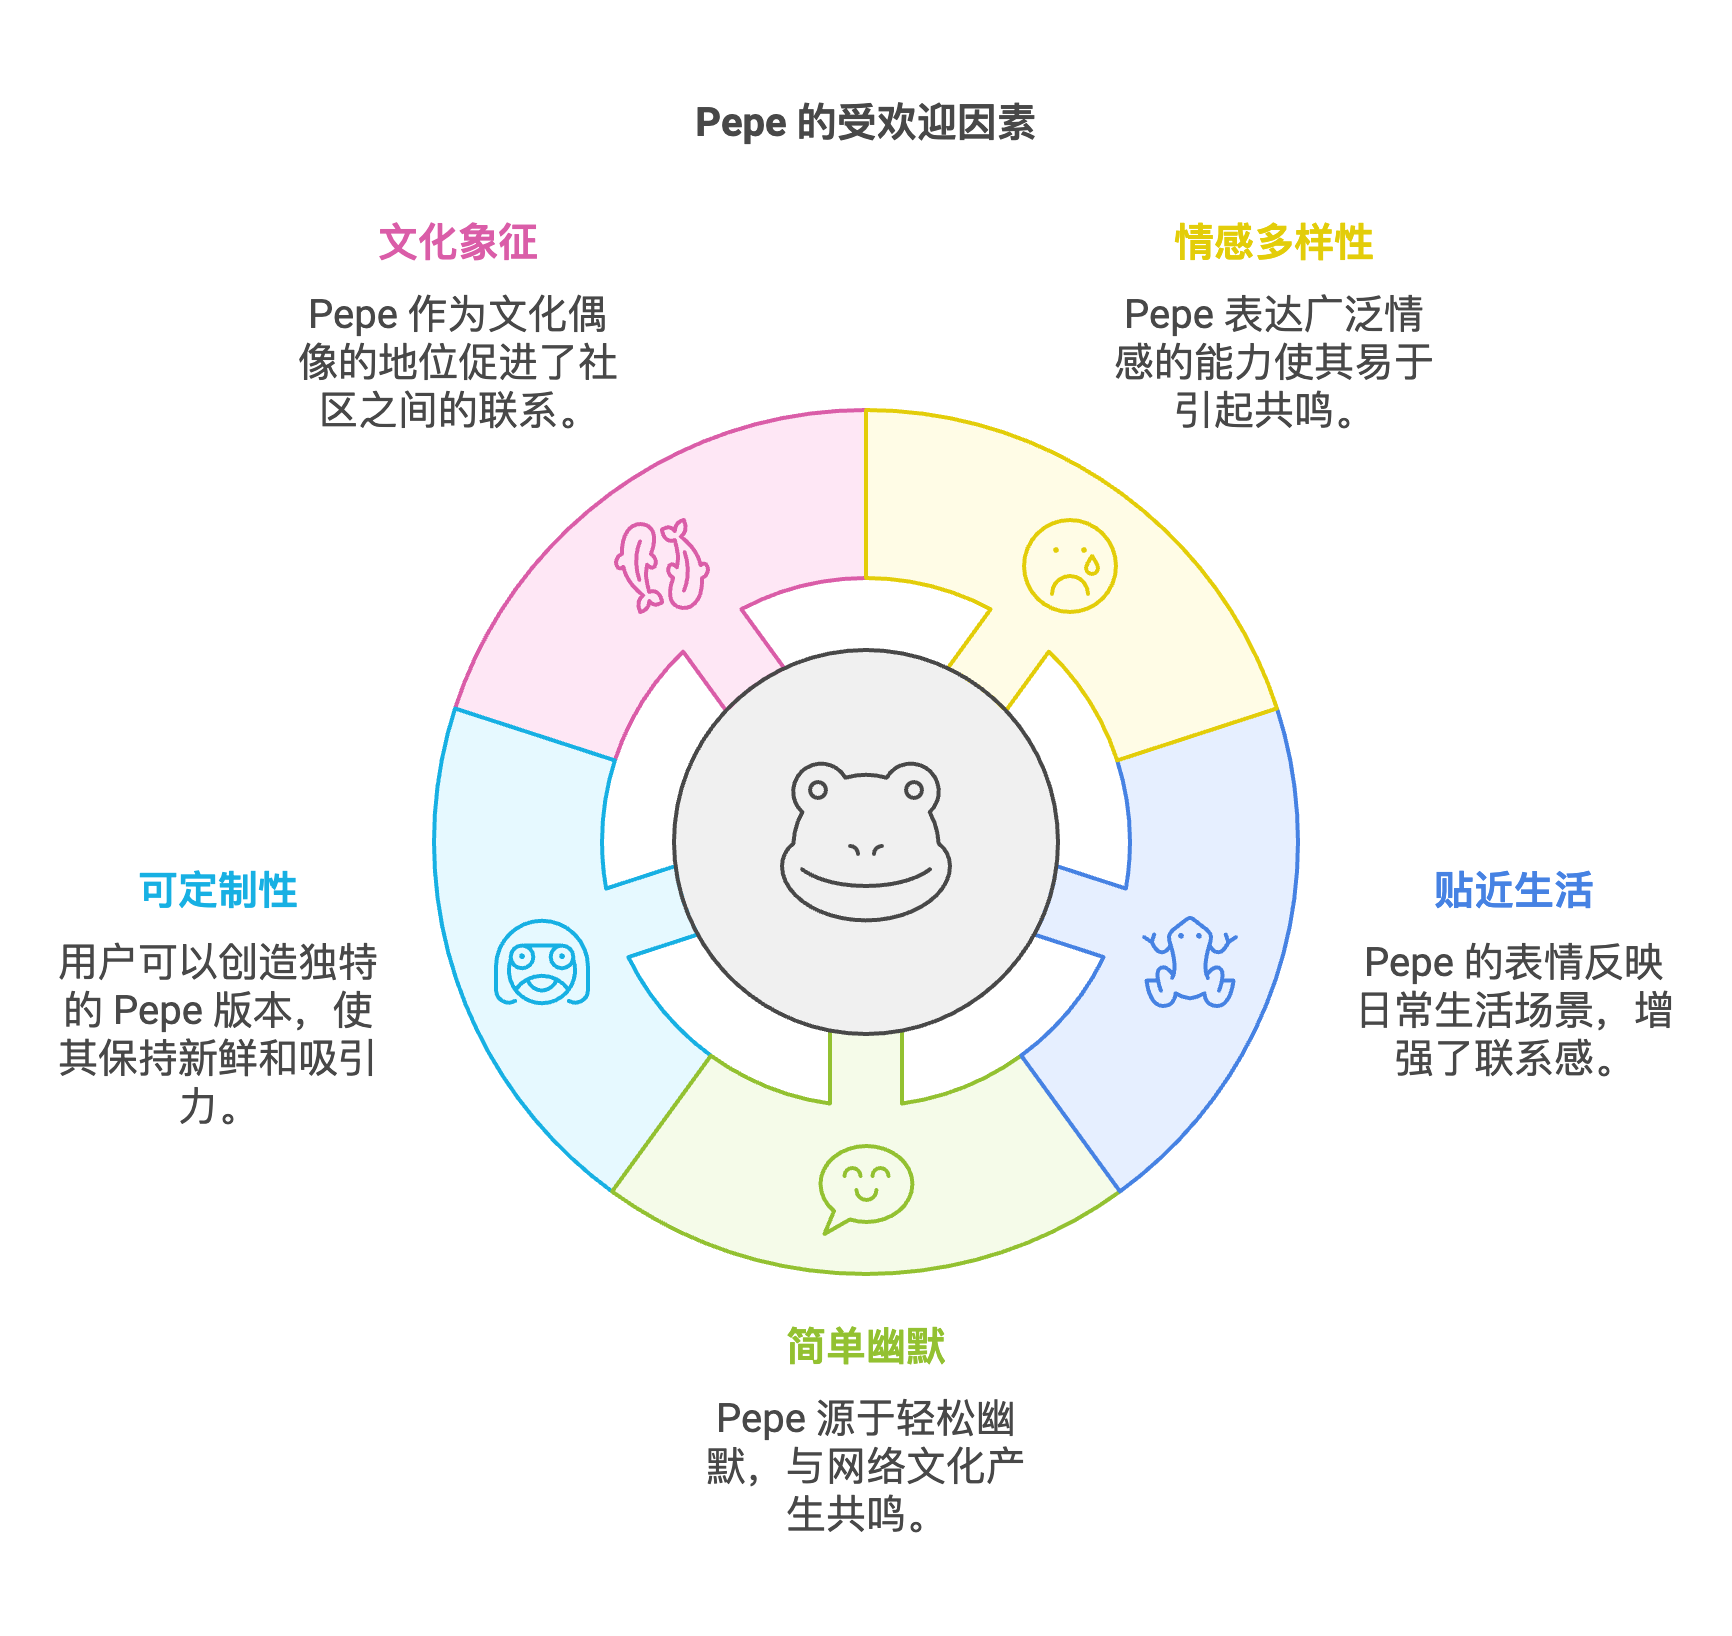 Pepe 的受欢迎因素
文化象征
Pepe 作为文化偶
像的地位促进了社
区之间的联系。
情感多样性
Pepe 表达广泛情
感的能力使其易于
引起共鸣。
可定制性
用户可以创造独特
的 Pepe 版本，使
其保持新鲜和吸引
力。
贴近生活
Pepe 的表情反映
日常生活场景，增
强了联系感。
简单幽默
Pepe 源于轻松幽
默，与网络文化产
生共鸣。